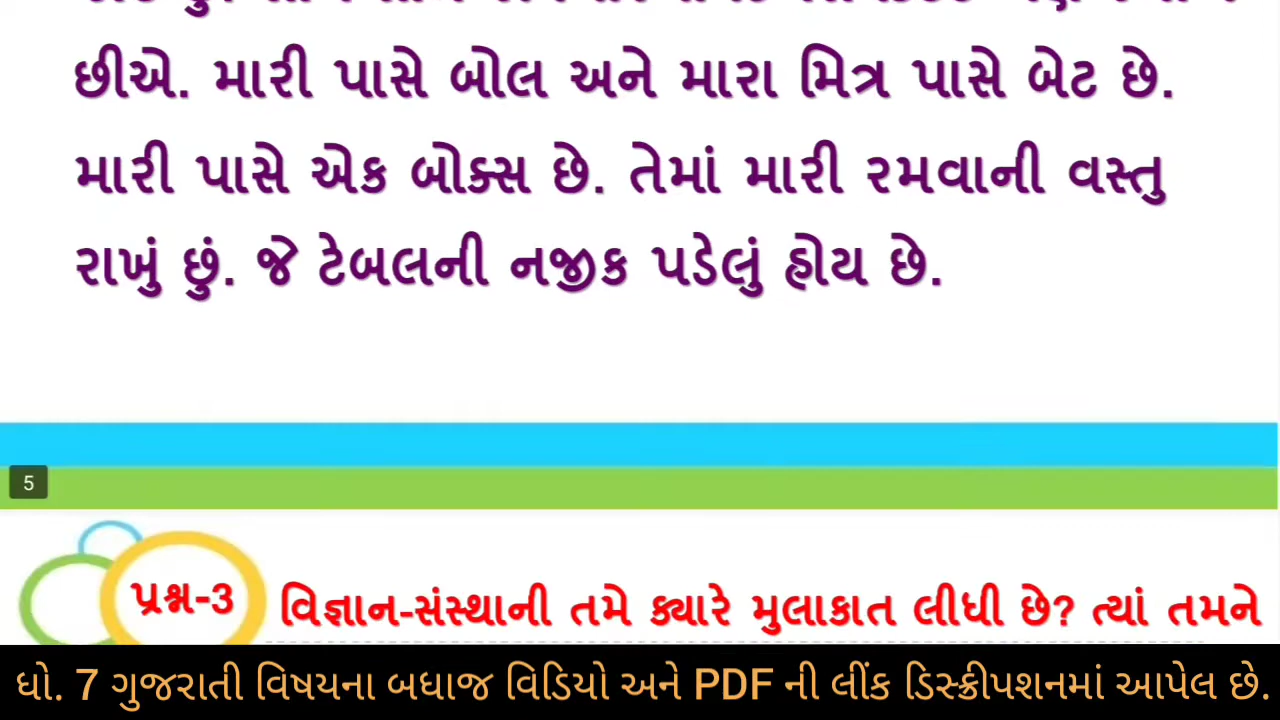 છીએ. મારી પાસે બોલ અને મારા મિત્ર પાસે બેટ છે.
મારી પાસે એક બોક્સ છે. તેમાં મારી રમવાની વસ્તુ
રાખું છું. જે ટેબલની નજીક પડેલું હોય છે.
5
પ્રશ્ન-3 વિજ્ઞાન-સંસ્થાની તમે ક્યારે મુલાકાત લીધી છે? ત્યાં તમને
ધો. 7 ગુજરાતી વિષયના બધાજ વિડિયો અને PDF ની લીંક ડિસ્ક્રીપશનમાં આપેલ છે.